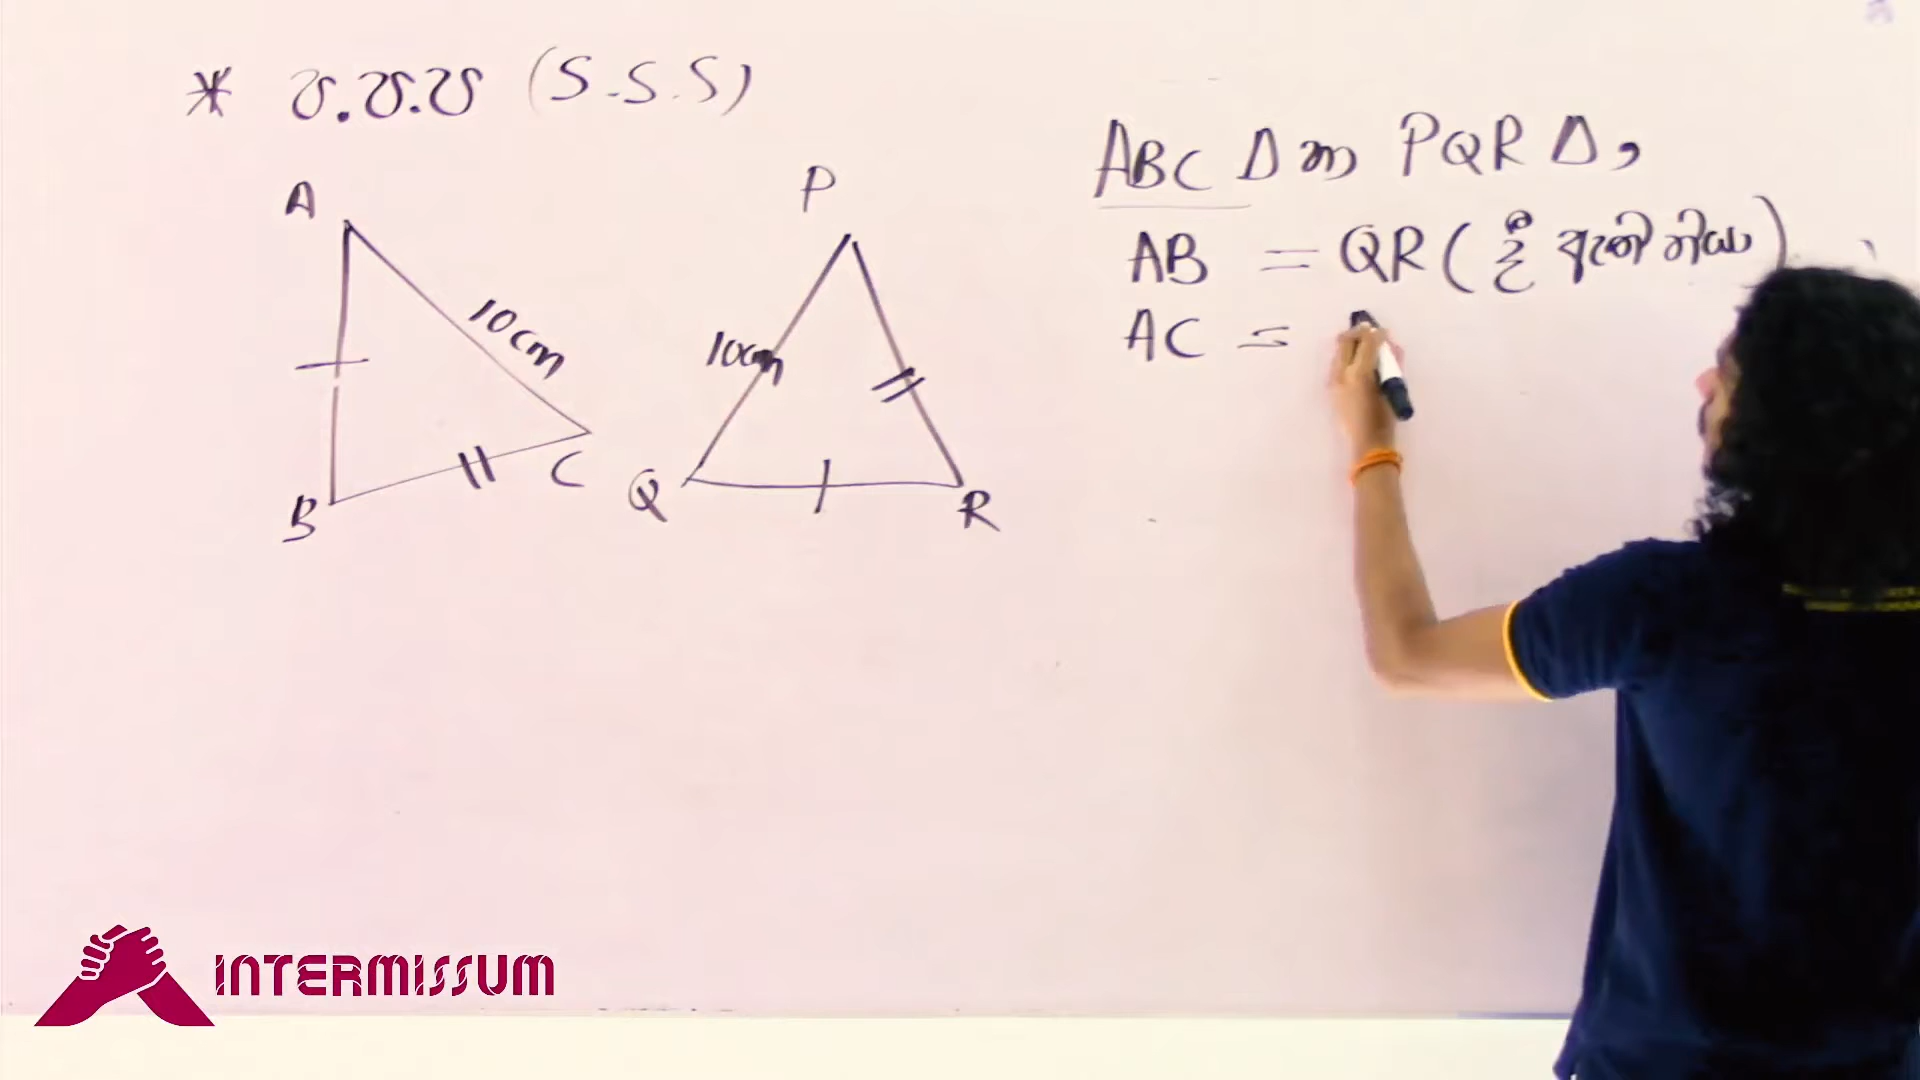 * ප.ප.ප (S.S.S)
A
10cm
B
C
P
10cm
Q
R
ABC Δ හා PQR Δ,
AB = QR (දී ඇති නිසා)
AC =
INTERMISSUM